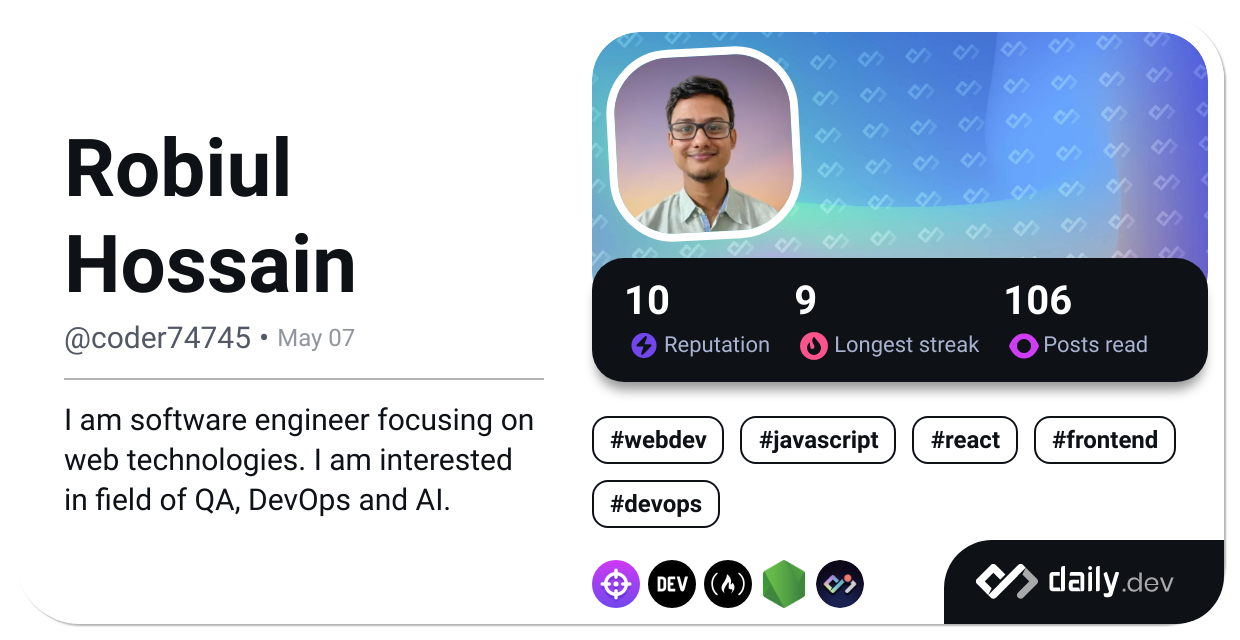 Robiul
Hossain
@coder74745 • May 07
I am software engineer focusing on
web technologies. I am interested
in field of QA, DevOps and AI.
10 9 106
Reputation Longest streak Posts read
#webdev #javascript #react #frontend
#devops
DEV
daily.dev